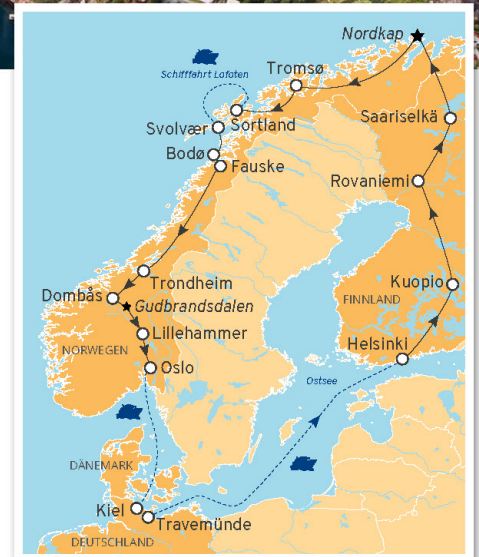 Nordkap
Tromsø
Schifffahrt Lofoten
Saariselkä
Sortland
Svolvær
Bodø
Fauske
Rovaniemi
Trondheim
Kuopio
Dombås
Gudbrandsdalen
FINNLAND
Lillehammer
NORWEGEN
Helsinki
Oslo
Ostsee
DÄNEMARK
Kiel
Travemünde
DEUTSCHLAND